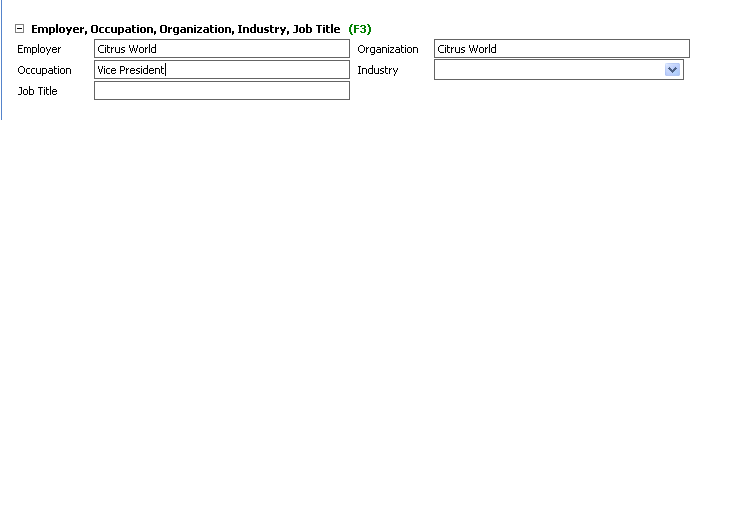 Employer, Occupation, Organization, Industry, Job Title (F3)
Employer Citrus World Organization Citrus World
Occupation Vice President Industry
Job Title